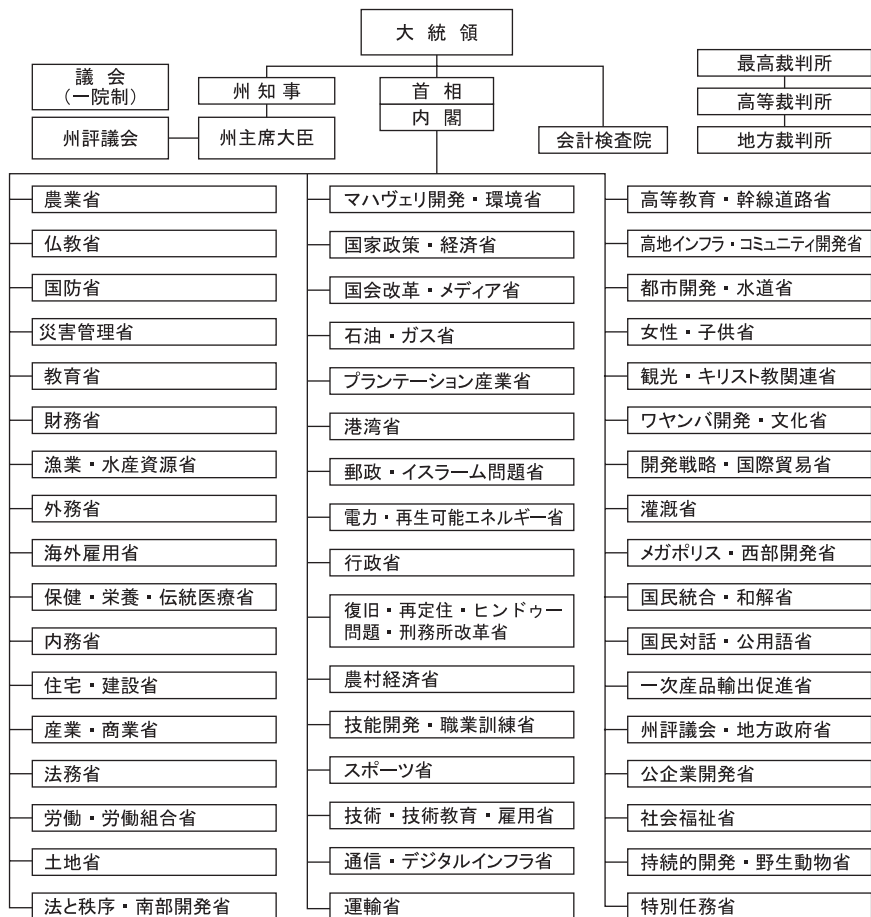 大統領
議会
（一院制）
州知事
首相
内閣
最高裁判所
高等裁判所
地方裁判所
州評議会
州主席大臣
会計検査院
農業省
仏教省
国防省
災害管理省
教育省
財務省
漁業・水産資源省
外務省
海外雇用省
保健・栄養・伝統医療省
内務省
住宅・建設省
産業・商業省
法務省
労働・労働組合省
土地省
法と秩序・南部開発省
マハヴェリ開発・環境省
国家政策・経済省
国会改革・メディア省
石油・ガス省
プランテーション産業省
港湾省
郵政・イスラーム問題省
電力・再生可能エネルギー省
行政省
復旧・再定住・ヒンドゥー
問題・刑務所改革省
農村経済省
技能開発・職業訓練省
スポーツ省
技術・技術教育・雇用省
通信・デジタルインフラ省
運輸省
高等教育・幹線道路省
高地インフラ・コミュニティ開発省
都市開発・水道省
女性・子供省
観光・キリスト教関連省
ワヤンバ開発・文化省
開発戦略・国際貿易省
灌漑省
メガポリス・西部開発省
国民統合・和解省
国民対話・公用語省
一次産品輸出促進省
州評議会・地方政府省
公企業開発省
社会福祉省
持続的開発・野生動物省
特別任務省